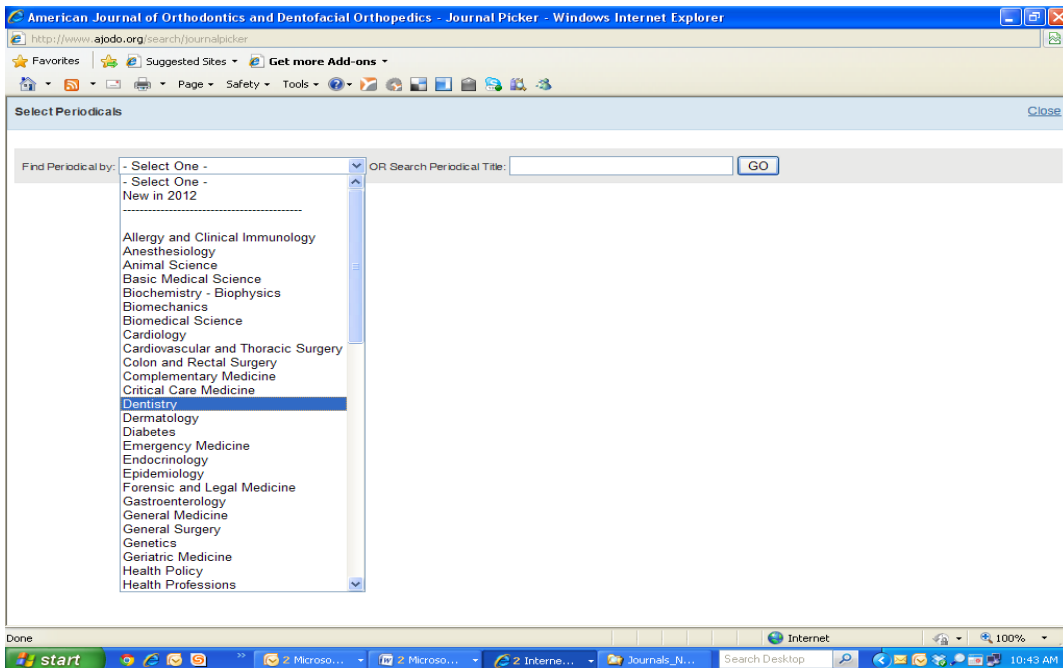 American Journal of Orthodontics and Dentofacial Orthopedics - Journal Picker - Windows Internet Explorer
http://www.ajodo.org/search/journalpicker
Favorites Suggested Sites Get more Add-ons
Page Safety Tools
Select Periodicals Close
Find Periodical by: - Select One - OR Search Periodical Title: GO
- Select One -
New in 2012
-------------------------------------------
Allergy and Clinical Immunology
Anesthesiology
Animal Science
Basic Medical Science
Biochemistry - Biophysics
Biomechanics
Biomedical Science
Cardiology
Cardiovascular and Thoracic Surgery
Colon and Rectal Surgery
Complementary Medicine
Critical Care Medicine
Dentistry
Dermatology
Diabetes
Emergency Medicine
Endocrinology
Epidemiology
Forensic and Legal Medicine
Gastroenterology
General Medicine
General Surgery
Genetics
Geriatric Medicine
Health Policy
Health Professions
Done Internet 100%
start 2 Microso... 2 Microso... 2 Interne... Journals_N... Search Desktop 10:43 AM